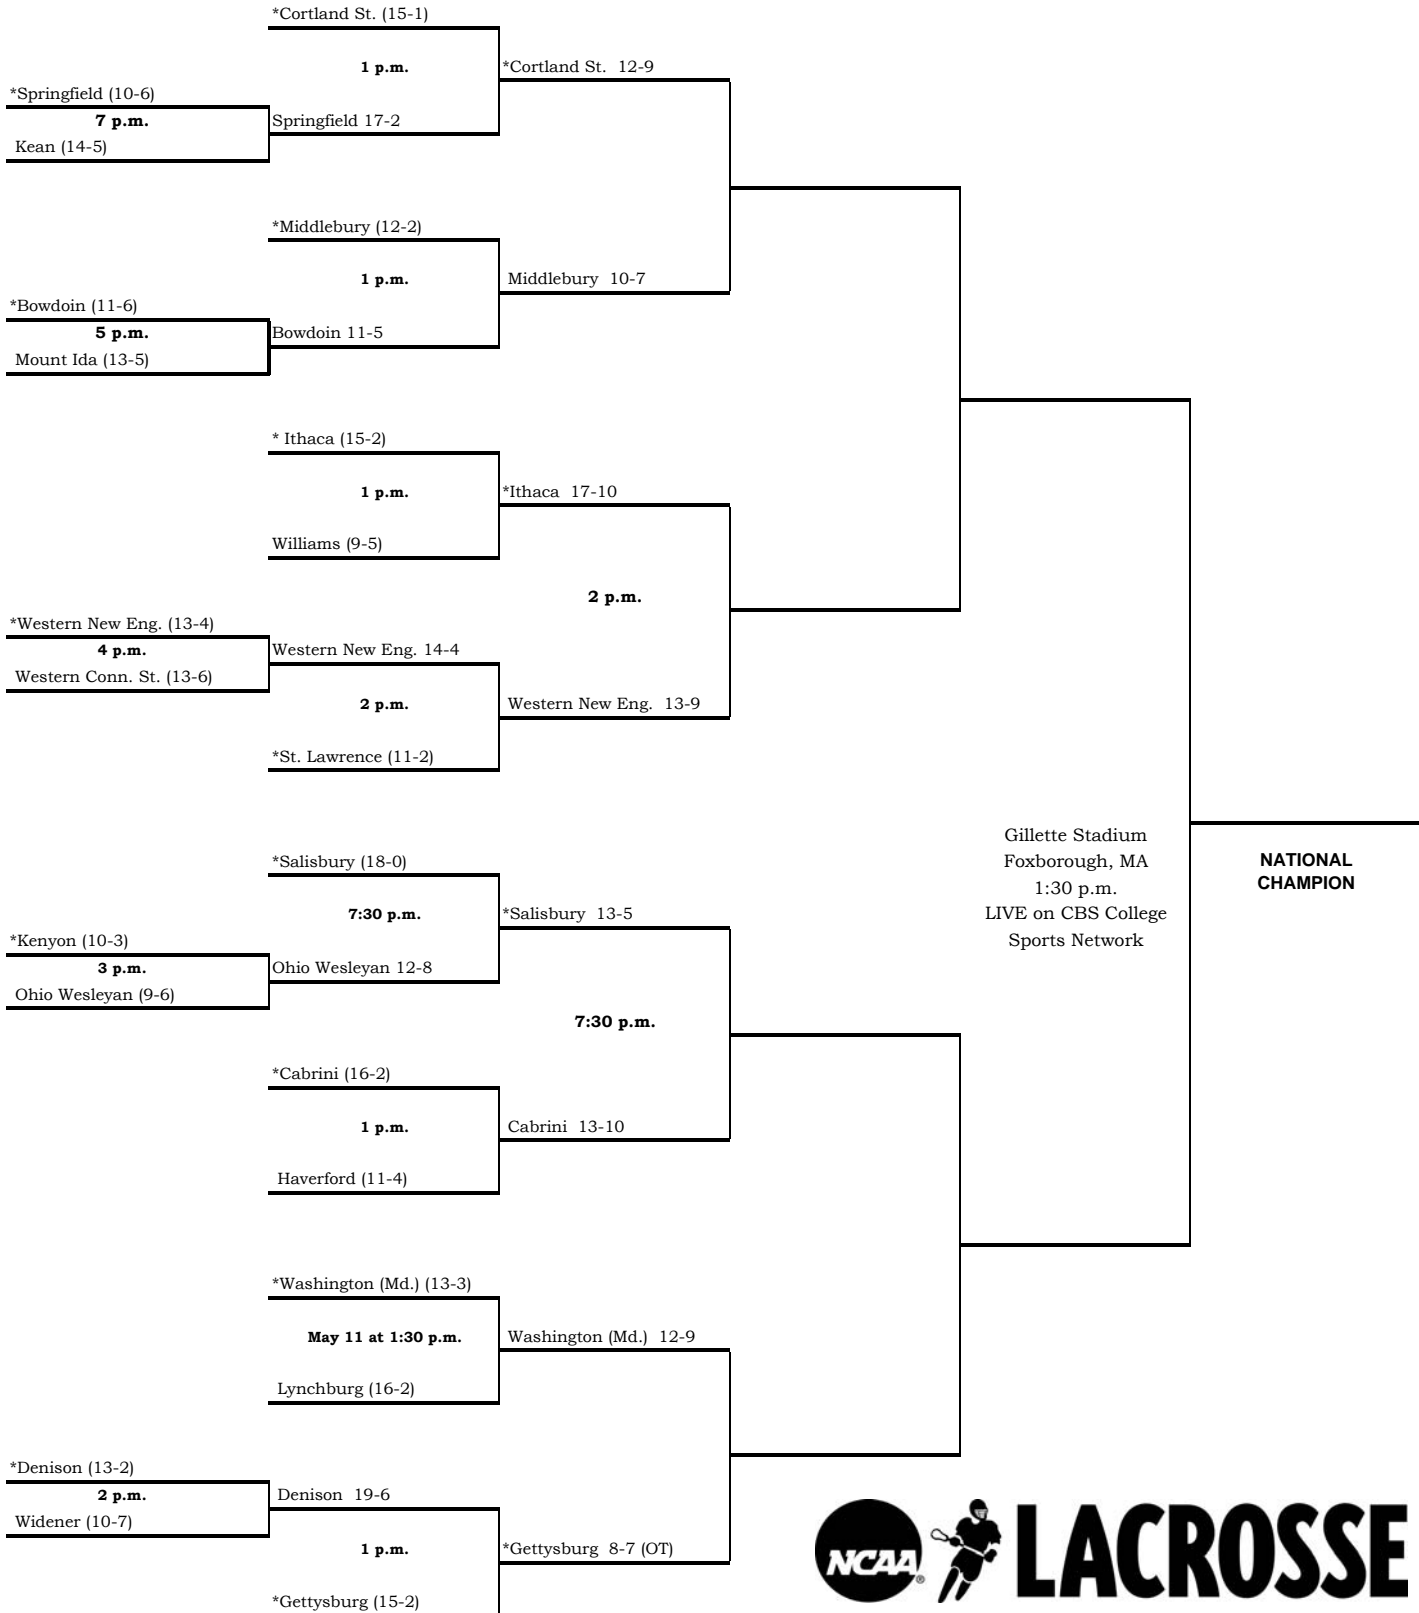 *Cortland St. (15-1)
1 p.m.
*Cortland St.  12-9
*Springfield (10-6)
7 p.m.
Springfield 17-2
Kean (14-5)
*Middlebury (12-2)
1 p.m.
Middlebury  10-7
*Bowdoin (11-6)
5 p.m.
Bowdoin 11-5
Mount Ida (13-5)
* Ithaca (15-2)
1 p.m.
*Ithaca  17-10
Williams (9-5)
2 p.m.
*Western New Eng. (13-4)
4 p.m.
Western New Eng. 14-4
Western Conn. St. (13-6)
2 p.m.
Western New Eng.  13-9
*St. Lawrence (11-2)
Gillette Stadium
Foxborough, MA
1:30 p.m.
LIVE on CBS College
Sports Network
NATIONAL
CHAMPION
*Salisbury (18-0)
7:30 p.m.
*Salisbury  13-5
*Kenyon (10-3)
3 p.m.
Ohio Wesleyan 12-8
Ohio Wesleyan (9-6)
7:30 p.m.
*Cabrini (16-2)
1 p.m.
Cabrini  13-10
Haverford (11-4)
*Washington (Md.) (13-3)
May 11 at 1:30 p.m.
Washington (Md.)  12-9
Lynchburg (16-2)
*Denison (13-2)
2 p.m.
Denison  19-6
Widener (10-7)
1 p.m.
*Gettysburg  8-7 (OT)
*Gettysburg (15-2)
NCAA
LACROSSE